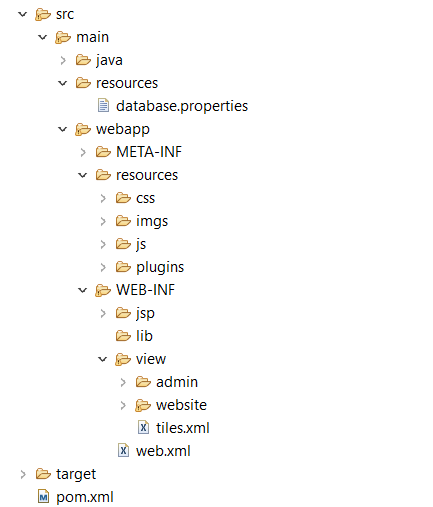 src
main
java
resources
database.properties
webapp
META-INF
resources
css
imgs
js
plugins
WEB-INF
jsp
lib
view
admin
website
tiles.xml
web.xml
target
pom.xml